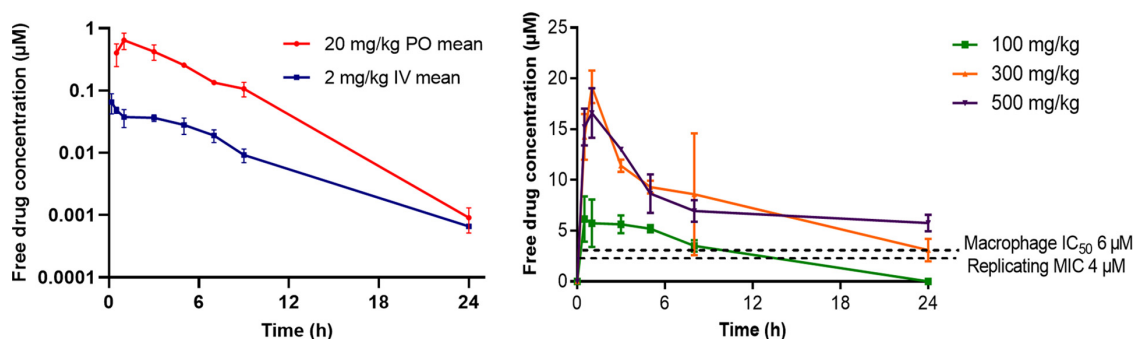 Free drug concentration (µM)
1
0.1
0.01
0.001
0.0001
0
6
12
18
24
Time (h)
20 mg/kg PO mean
2 mg/kg IV mean
Free drug concentration (µM)
25
20
15
10
5
0
0
6
12
18
24
Time (h)
100 mg/kg
300 mg/kg
500 mg/kg
Macrophage IC50 6 µM
Replicating MIC 4 µM